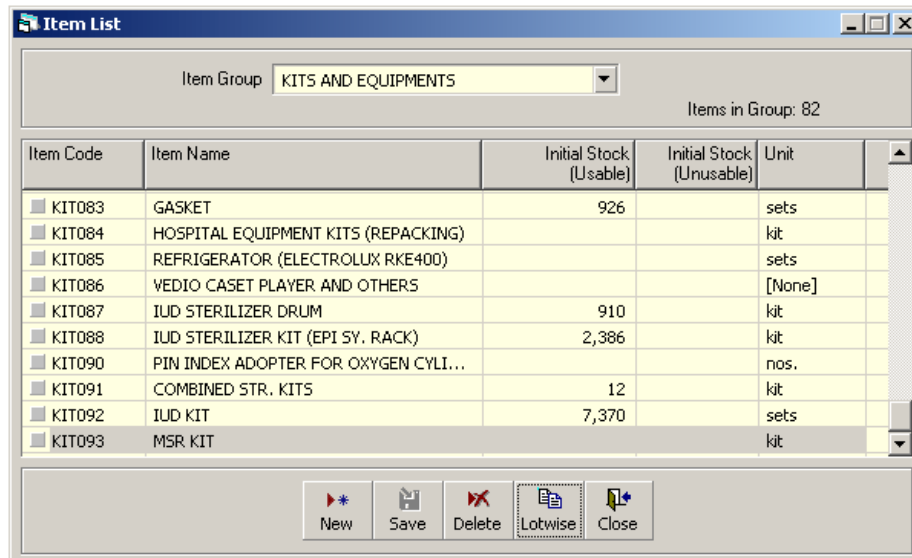 Item List
Item Group KITS AND EQUIPMENTS
Items in Group: 82
Item Code Item Name Initial Stock (Usable) Initial Stock (Unusable) Unit
KIT083 GASKET 926 sets
KIT084 HOSPITAL EQUIPMENT KITS (REPACKING) kit
KIT085 REFRIGERATOR (ELECTROLUX RKE400) sets
KIT086 VEDIO CASET PLAYER AND OTHERS [None]
KIT087 IUD STERILIZER DRUM 910 kit
KIT088 IUD STERILIZER KIT (EPI SY. RACK) 2,386 kit
KIT090 PIN INDEX ADOPTER FOR OXYGEN CYLI... nos.
KIT091 COMBINED STR. KITS 12 kit
KIT092 IUD KIT 7,370 sets
KIT093 MSR KIT kit
New Save Delete Lotwise Close